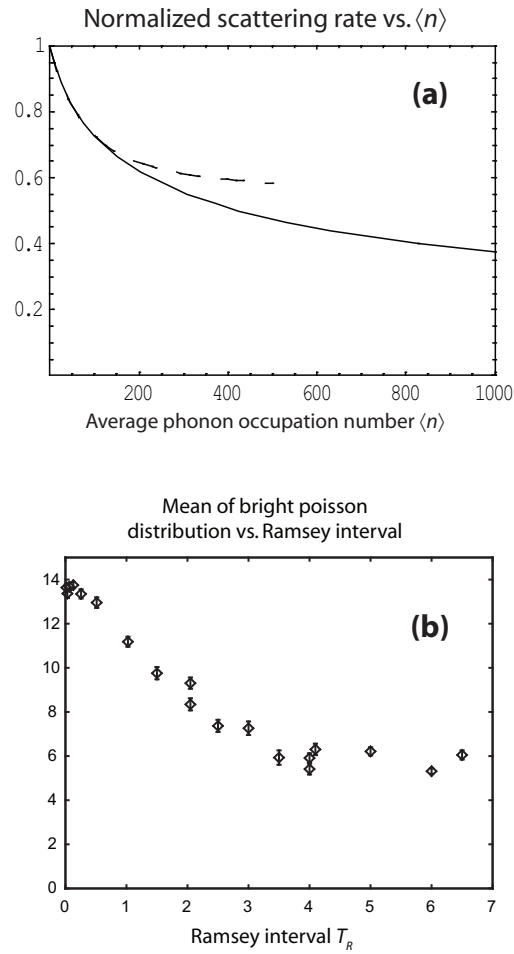 Normalized scattering rate vs. ⟨n⟩
1
(a)
0.8
0.6
0.4
0.2
200 400 600 800 1000
Average phonon occupation number ⟨n⟩
Mean of bright poisson
distribution vs. Ramsey interval
14
12
(b)
10
8
6
4
2
0
0 1 2 3 4 5 6 7
Ramsey interval T_R